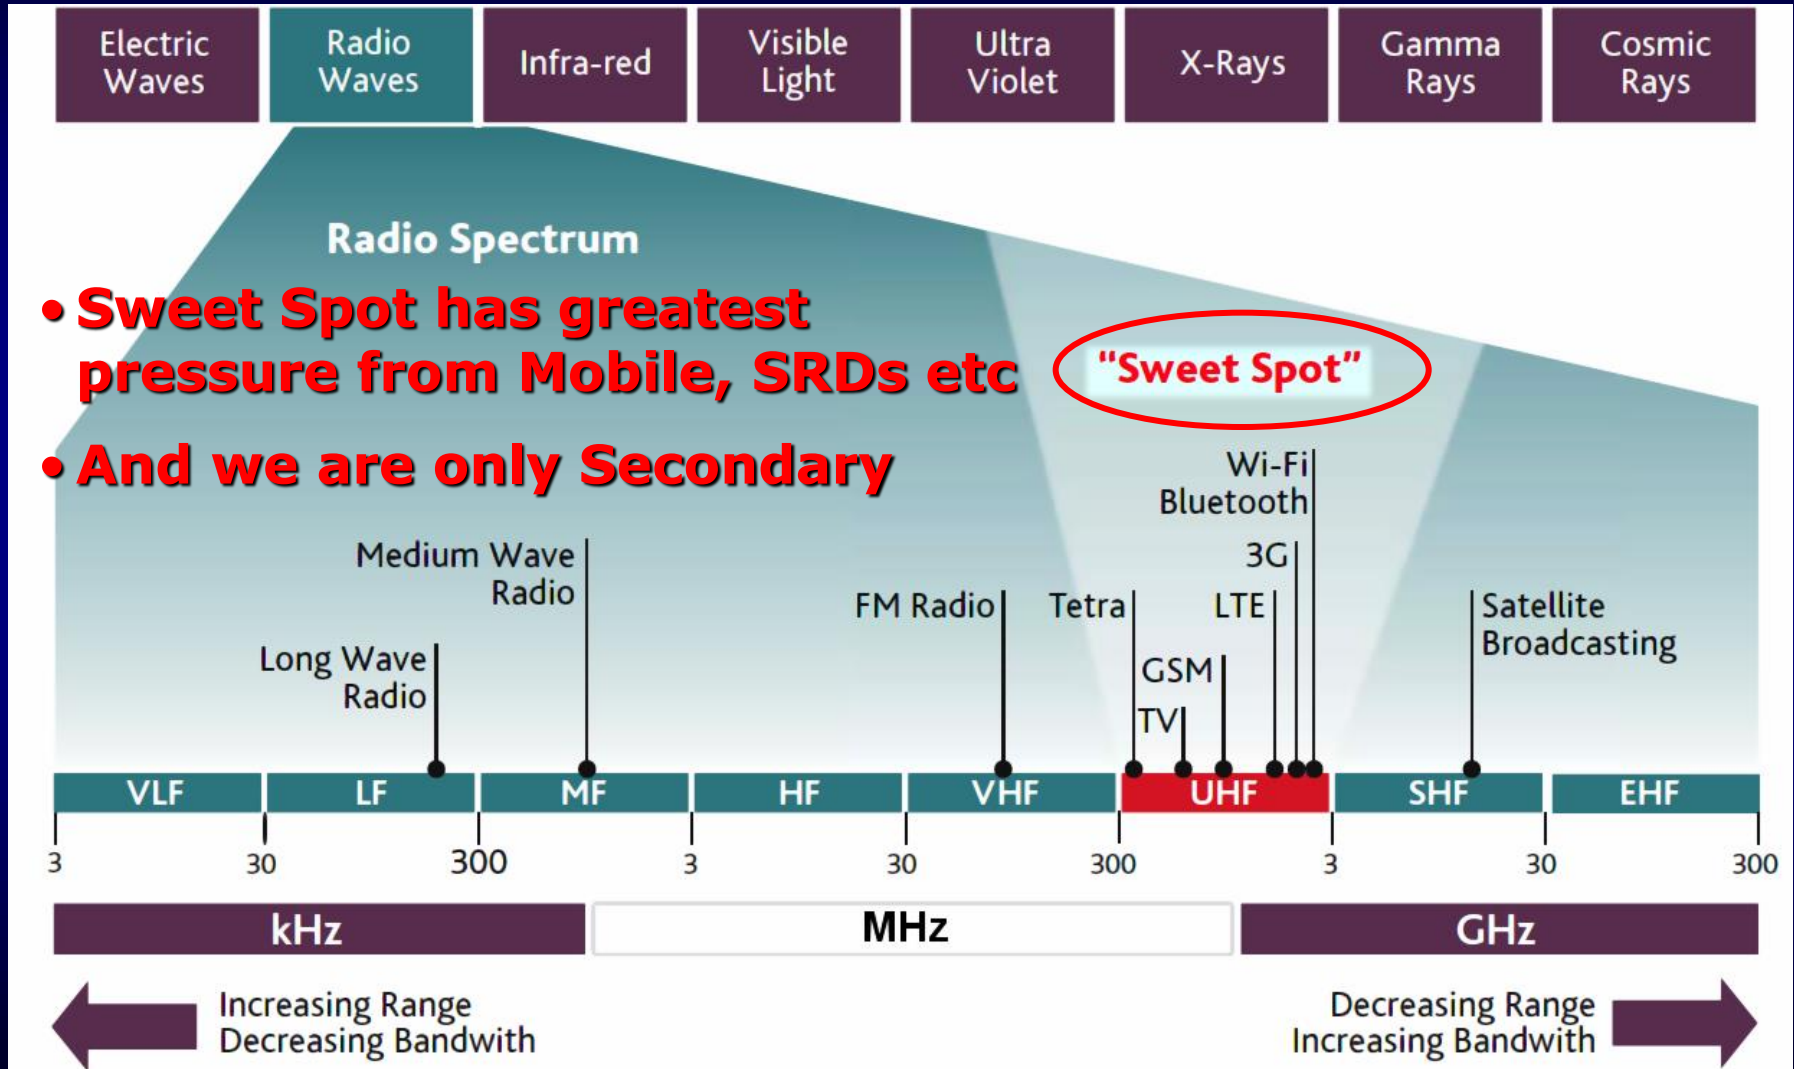 Electric
Waves
Radio
Waves
Infra-red
Visible
Light
Ultra
Violet
X-Rays
Gamma
Rays
Cosmic
Rays
Radio Spectrum
• Sweet Spot has greatest
pressure from Mobile, SRDs etc
• And we are only Secondary
“Sweet Spot”
Wi-Fi
Bluetooth
3G
LTE
Medium Wave
Radio
Long Wave
Radio
FM Radio
Tetra
GSM
TV
Satellite
Broadcasting
VLF LF MF HF VHF UHF SHF EHF
3 30 300 3 30 300 3 30 300
kHz MHz GHz
Increasing Range
Decreasing Bandwith
Decreasing Range
Increasing Bandwith